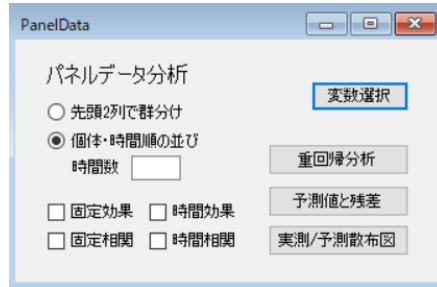 PanelData
パネルデータ分析
変数選択
先頭2列で群分け
個体・時間順の並び
時間数
重回帰分析
予測値と残差
固定効果 時間効果
固定相関 時間相関
実測/予測散布図